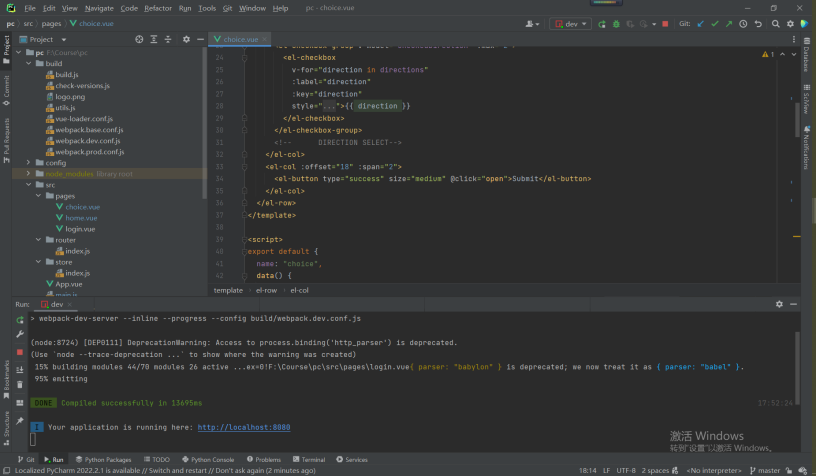 File Edit View Navigate Code Refactor Run Tools Git Window Help pc - choice.vue
pc src pages choice.vue dev Git:
Project choice.vue
pc F:\Course\pc
build
build.js
check-versions.js
logo.png
utils.js
vue-loader.conf.js
webpack.base.conf.js
webpack.dev.conf.js
webpack.prod.conf.js
config
node_modules library root
src
pages
choice.vue
home.vue
login.vue
router
index.js
store
index.js
App.vue
main.js
Project
Commit
Pull Requests
Bookmarks
Structure
Database
SciView
Notifications
1
24 <el-checkbox
25 v-for="direction in directions"
26 :label="direction"
27 :key="direction"
28 style="...">{{ direction }}
29 </el-checkbox>
30 </el-checkbox-group>
31 <!-- DIRECTION SELECT-->
32 </el-col>
33 <el-col :offset="18" :span="2">
34 <el-button type="success" size="medium" @click="open">Submit</el-button>
35 </el-col>
36 </el-row>
37 </template>
38
39 <script>
40 export default {
41 name: "choice",
42 data() {
template el-row el-col
Run: dev
> webpack-dev-server --inline --progress --config build/webpack.dev.conf.js
(node:8724) [DEP0111] DeprecationWarning: Access to process.binding('http_parser') is deprecated.
(Use `node --trace-deprecation ...` to show where the warning was created)
15% building modules 44/70 modules 26 active ...ex=0!F:\Course\pc\src\pages\login.vue{ parser: "babylon" } is deprecated; we now treat it as { parser: "babel" }.
95% emitting
DONE Compiled successfully in 13695ms 17:52:24
I Your application is running here: http://localhost:8080
激活 Windows
转到"设置"以激活 Windows。
Git Run Python Packages TODO Python Console Problems Terminal Services
Localized PyCharm 2022.2.1 is available // Switch and restart // Don't ask again (2 minutes ago) 18:14 LF UTF-8 2 spaces <No interpreter> master